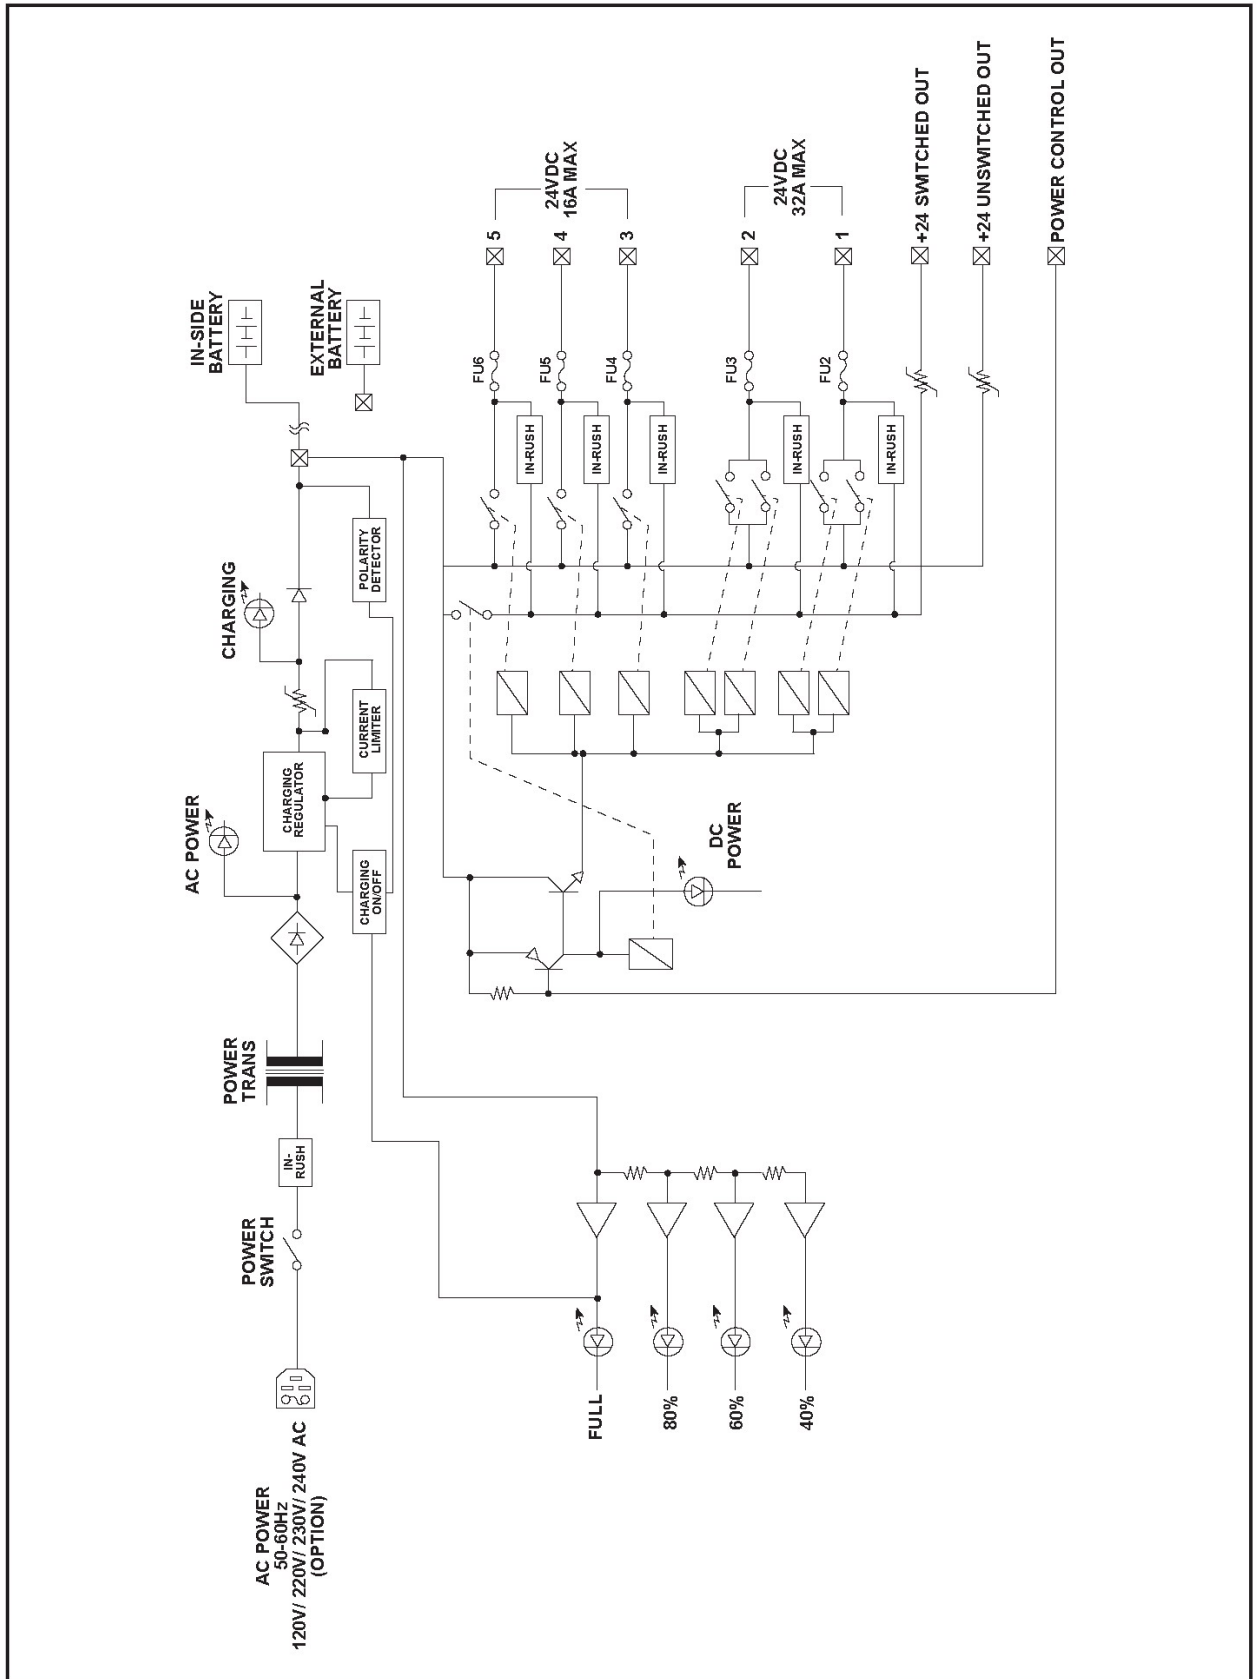 AC POWER
50-60Hz
120V/ 220V/ 230V/ 240V AC
(OPTION)
POWER
SWITCH
IN-
RUSH
POWER
TRANS
AC POWER
CHARGING
REGULATOR
CHARGING
IN-SIDE
BATTERY
EXTERNAL
BATTERY
CHARGING
ON/OFF
CURRENT
LIMITER
POLARITY
DETECTOR
FU6
5
IN-RUSH
FU5
4
IN-RUSH
FU4
3
IN-RUSH
24VDC
16A MAX
FU3
2
IN-RUSH
FU2
1
IN-RUSH
24VDC
32A MAX
+24 SWITCHED OUT
+24 UNSWITCHED OUT
POWER CONTROL OUT
DC
POWER
FULL
80%
60%
40%